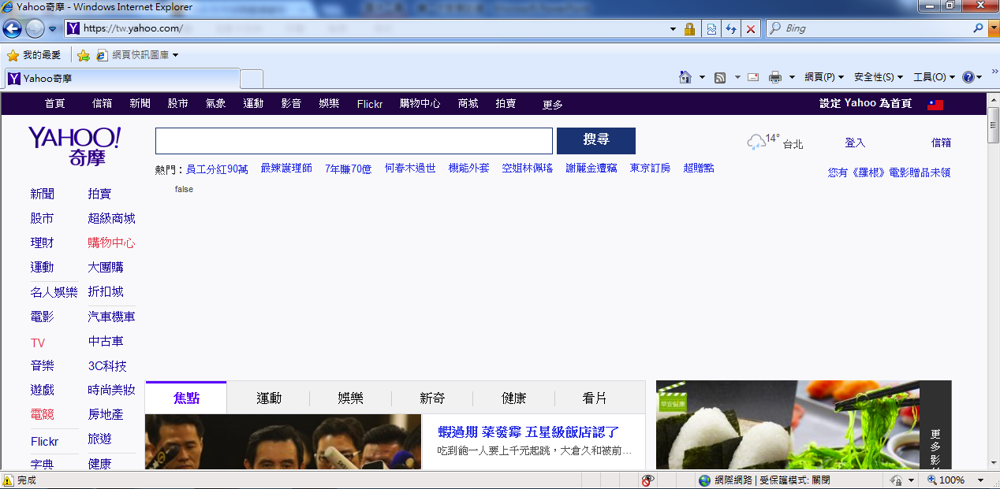 Yahoo奇摩 - Windows Internet Explorer
https://tw.yahoo.com/
Bing
我的最愛 網頁快訊圖庫
Yahoo奇摩
網頁(P) 安全性(S) 工具(O)
首頁 信箱 新聞 股市 氣象 運動 影音 娛樂 Flickr 購物中心 商城 拍賣 更多 設定 Yahoo 為首頁
YAHOO!
奇摩
搜尋
14° 台北 登入 信箱
熱門：員工分紅90萬 最辣護理師 7年賺70億 何春木過世 機能外套 空姐林佩瑤 謝麗金遭竊 東京訂房 超贈點
您有《羅根》電影贈品未領
false
新聞 拍賣
股市 超級商城
理財 購物中心
運動 大團購
名人娛樂 折扣城
電影 汽車機車
TV 中古車
音樂 3C科技
遊戲 時尚美妝
電競 房地產
Flickr 旅遊
字典 健康
焦點 運動 娛樂 新奇 健康 看片
蝦過期 菜發霉 五星級飯店認了
吃到飽一人要上千元起跳，大倉久和被前...
早安健康
更多影
完成
網際網路 | 受保護模式: 關閉
100%